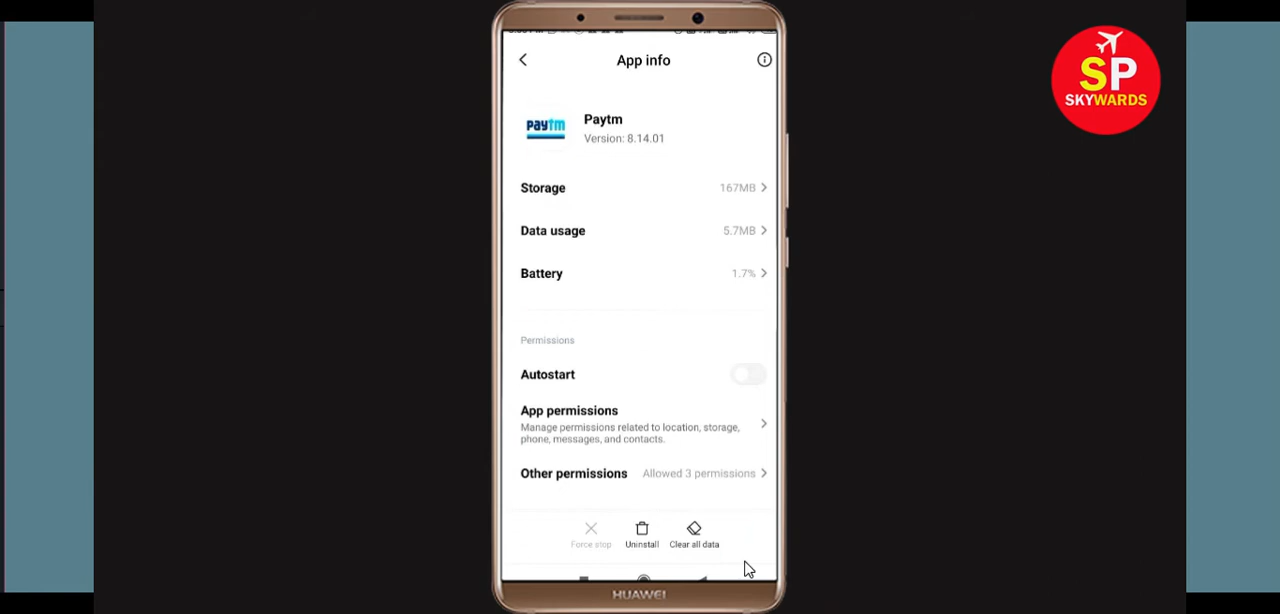 App info
Paytm
paytm
Version: 8.14.01
Storage 167MB
Data usage 5.7MB
Battery 1.7%
Permissions
Autostart
App permissions
Manage permissions related to location, storage,
phone, messages, and contacts.
Other permissions Allowed 3 permissions
Force stop Uninstall Clear all data
HUAWEI
SP
SKYWARDS